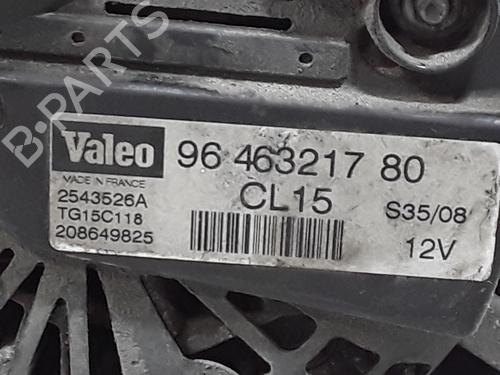 B-PARTS
Valeo
96 463217 80
MADE IN FRANCE
CL15
S35/08
2543526A
TG15C118
208649825
12V